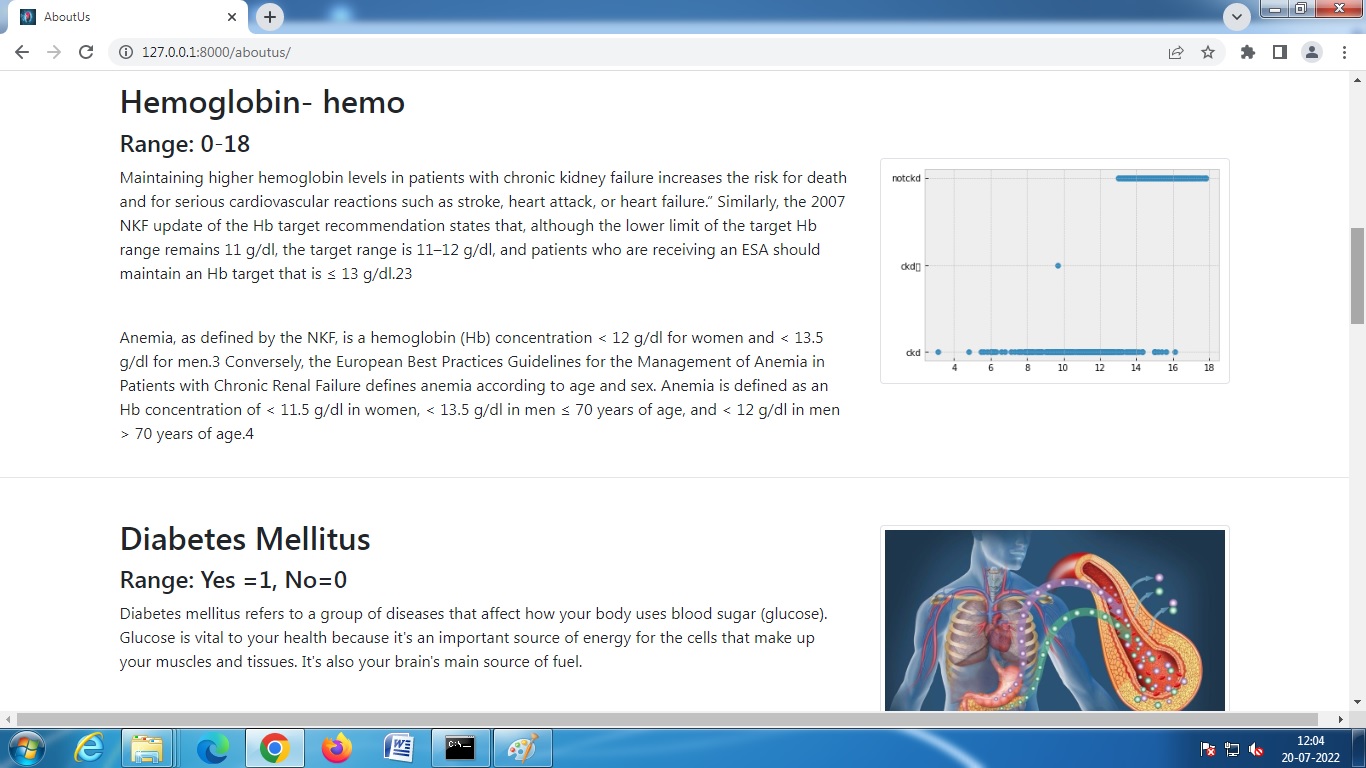 AboutUs
127.0.0.1:8000/aboutus/
Hemoglobin- hemo
Range: 0-18
Maintaining higher hemoglobin levels in patients with chronic kidney failure increases the risk for death
and for serious cardiovascular reactions such as stroke, heart attack, or heart failure.” Similarly, the 2007
NKF update of the Hb target recommendation states that, although the lower limit of the target Hb
range remains 11 g/dl, the target range is 11–12 g/dl, and patients who are receiving an ESA should
maintain an Hb target that is ≤ 13 g/dl.23
Anemia, as defined by the NKF, is a hemoglobin (Hb) concentration < 12 g/dl for women and < 13.5
g/dl for men.3 Conversely, the European Best Practices Guidelines for the Management of Anemia in
Patients with Chronic Renal Failure defines anemia according to age and sex. Anemia is defined as an
Hb concentration of < 11.5 g/dl in women, < 13.5 g/dl in men ≤ 70 years of age, and < 12 g/dl in men
> 70 years of age.4
notckd
ckd▯
ckd
4 6 8 10 12 14 16 18
Diabetes Mellitus
Range: Yes =1, No=0
Diabetes mellitus refers to a group of diseases that affect how your body uses blood sugar (glucose).
Glucose is vital to your health because it's an important source of energy for the cells that make up
your muscles and tissues. It's also your brain's main source of fuel.
C:\
12:04
20-07-2022